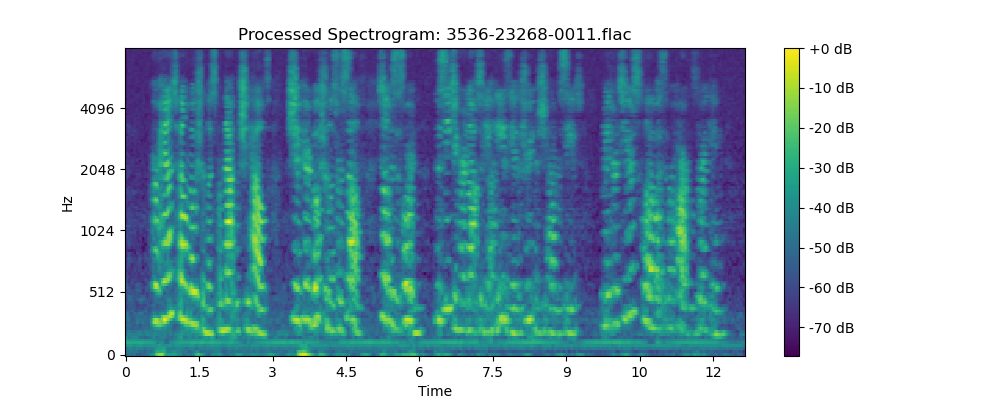 Processed Spectrogram: 3536-23268-0011.flac
Hz
4096
2048
1024
512
0
0 1.5 3 4.5 6 7.5 9 10 12
Time
+0 dB
-10 dB
-20 dB
-30 dB
-40 dB
-50 dB
-60 dB
-70 dB